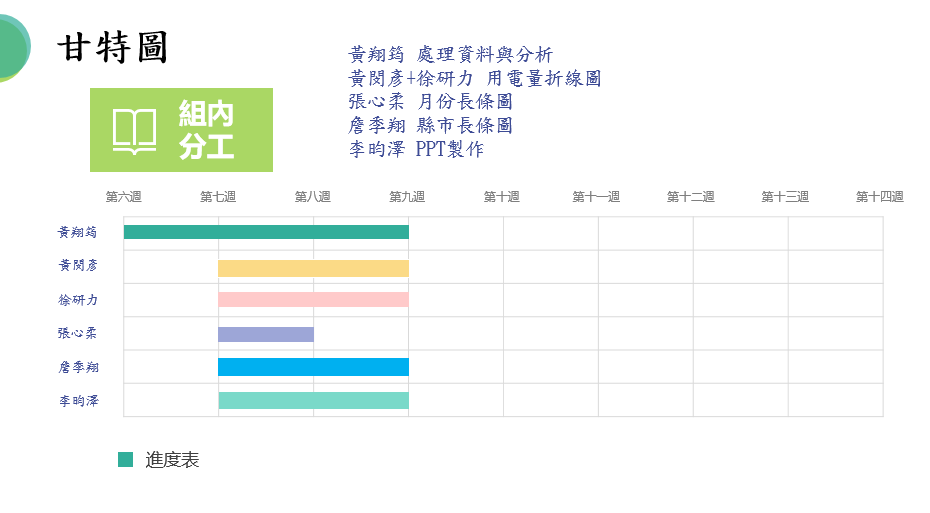 甘特圖
組內
分工
黃翔筠 處理資料與分析
黃閔彥+徐研力 用電量折線圖
張心柔 月份長條圖
詹季翔 縣市長條圖
李昀澤 PPT製作
第六週 第七週 第八週 第九週 第十週 第十一週 第十二週 第十三週 第十四週
黃翔筠
黃閔彥
徐研力
張心柔
詹季翔
李昀澤
進度表